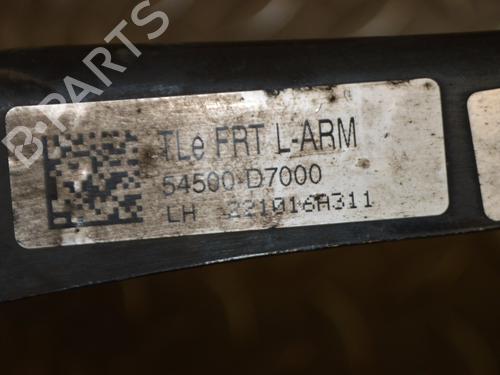 B-PARTS
TLe FRT L-ARM
54500-D7000
LH 221016A311